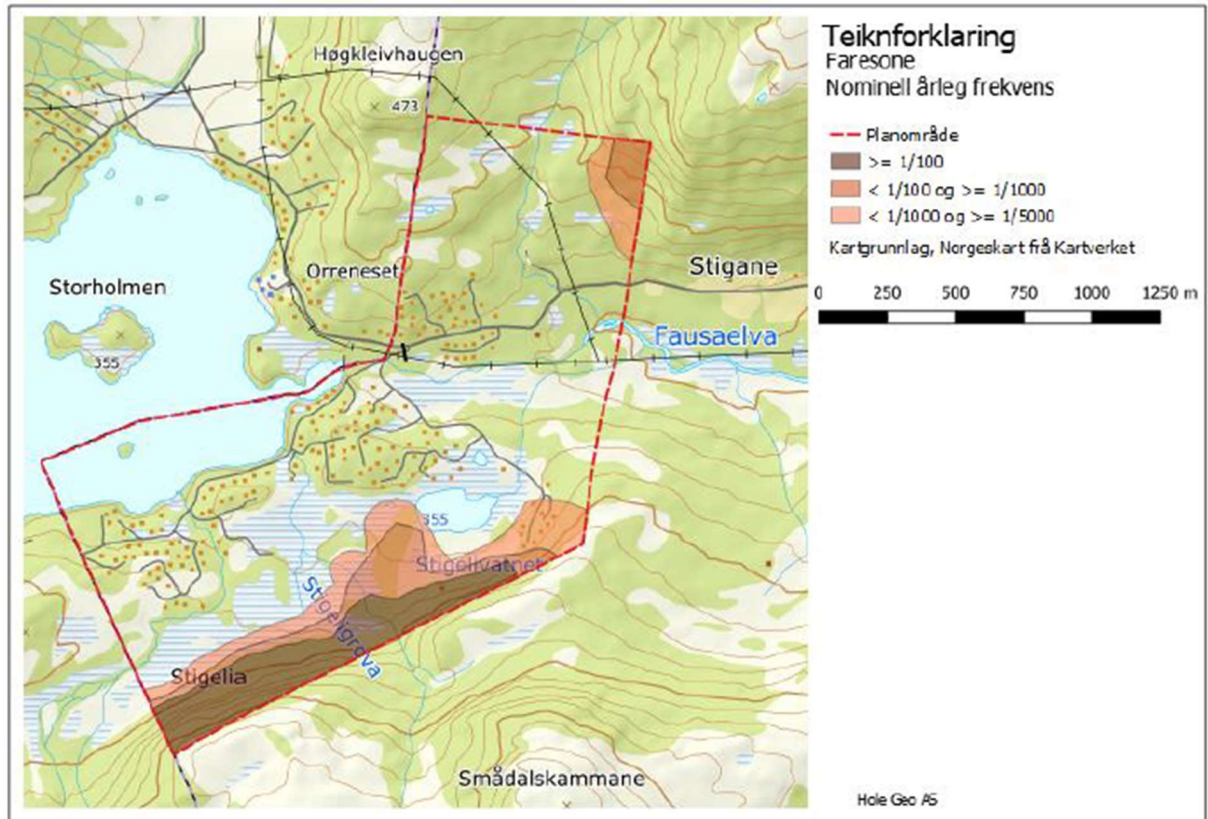 Høgkleivhaugen
473
Orreneset
Storholmen
355
Stigane
Fausaelva
355
Stigelivatnet
Stigeligrova
Stigelia
Smådalskammane
Teiknforklaring
Faresone
Nominell årleg frekvens
Planområde
>= 1/100
< 1/100 og >= 1/1000
< 1/1000 og >= 1/5000
Kartgrunnlag, Norgeskart frå Kartverket
0 250 500 750 1000 1250 m
Hole Geo AS